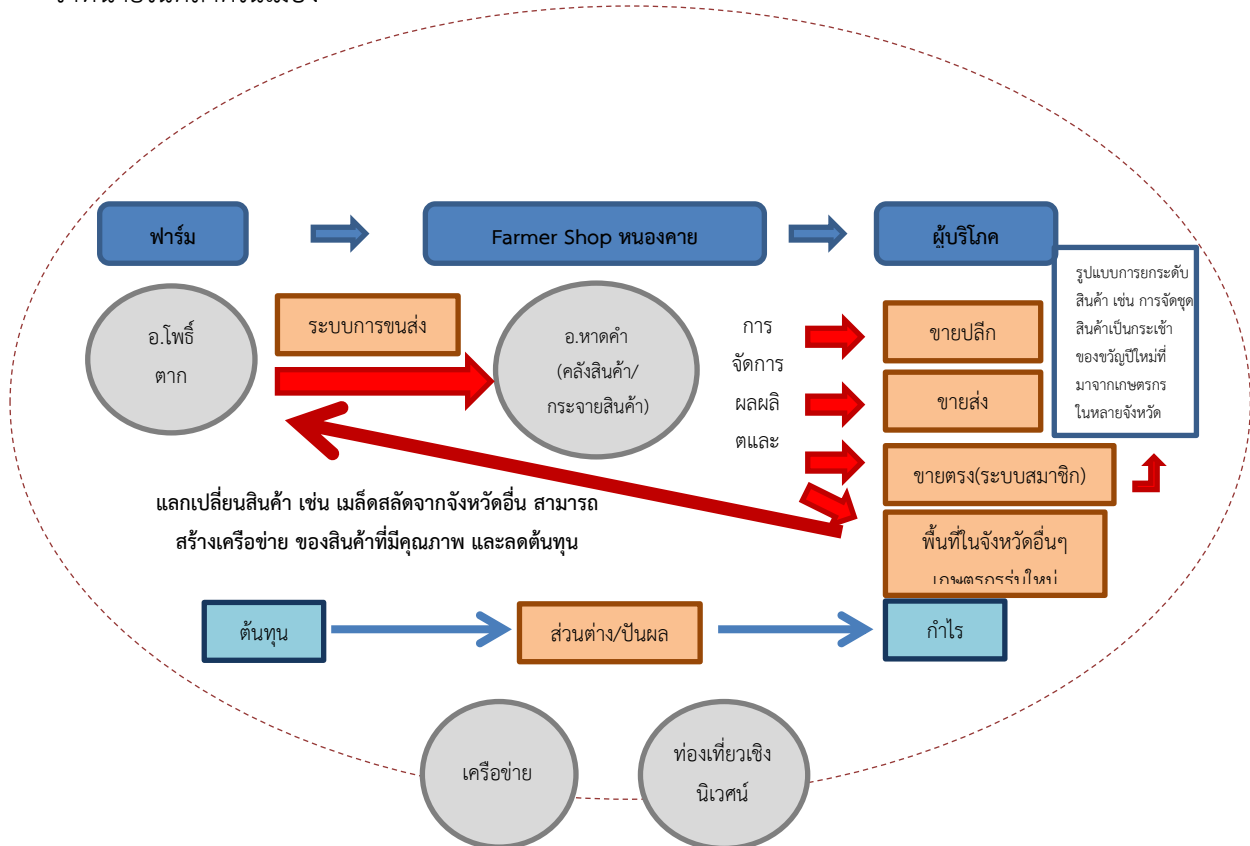 ฟาร์ม
Farmer Shop หนองคาย
ผู้บริโภค
รูปแบบการยกระดับ
สินค้า เช่น การจัดชุด
สินค้าเป็นกระเช้า
ของขวัญปีใหม่ที่
มาจากเกษตรกร
ในหลายจังหวัด
อ.โพธิ์
ตาก
ระบบการขนส่ง
อ.หาดคำ
(คลังสินค้า/
กระจายสินค้า)
การ
จัดการ
ผลผลิ
ตและ
ขายปลีก
ขายส่ง
ขายตรง(ระบบสมาชิก)
พื้นที่ในจังหวัดอื่นๆ
เกษตรกรรุ่นใหม่
แลกเปลี่ยนสินค้า เช่น เมล็ดสลัดจากจังหวัดอื่น สามารถ
สร้างเครือข่าย ของสินค้าที่มีคุณภาพ และลดต้นทุน
ต้นทุน
ส่วนต่าง/ปันผล
กำไร
เครือข่าย
ท่องเที่ยวเชิง
นิเวศน์